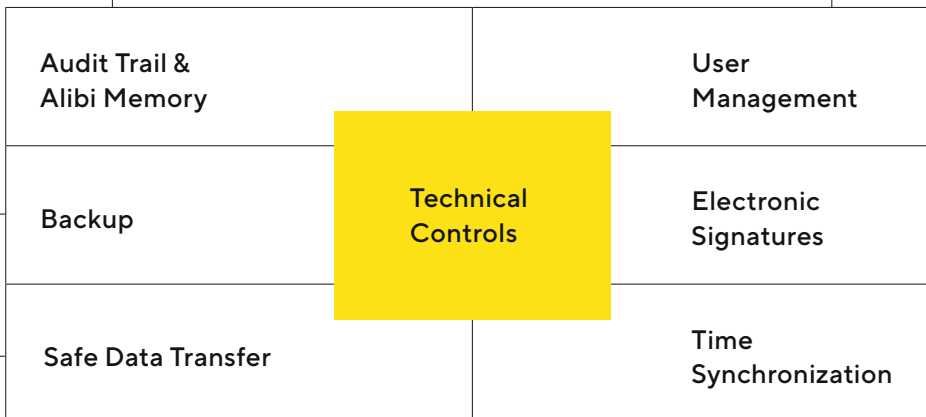 Audit Trail &
Alibi Memory
User
Management
Technical
Controls
Backup
Electronic
Signatures
Safe Data Transfer
Time
Synchronization